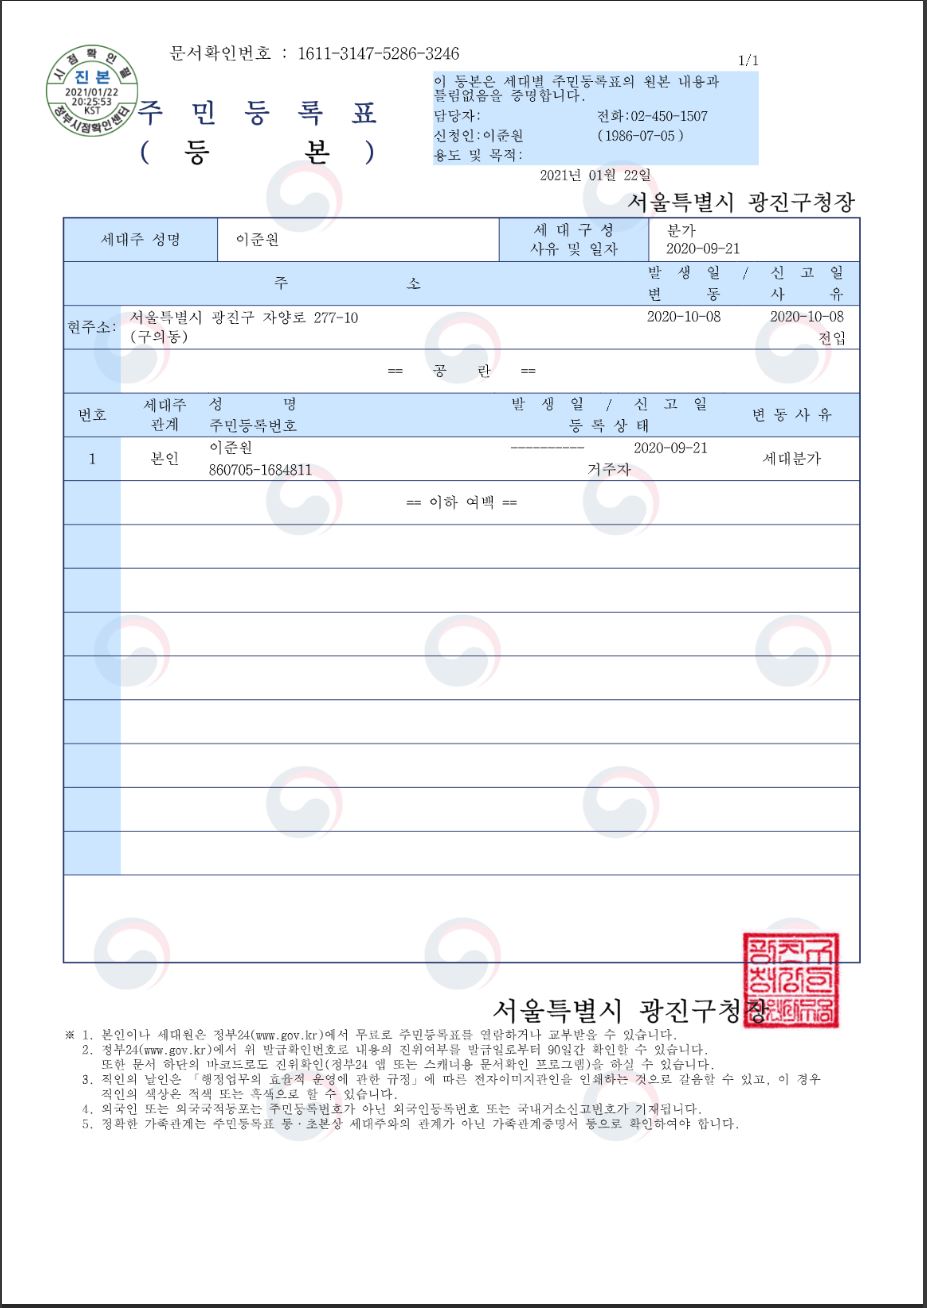 문서확인번호 : 1611-3147-5286-3246
1/1
시점확인필
진 본
2021/01/22
20:25:53
KST
정부시점확인센터
주 민 등 록 표
( 등 본 )
이 등본은 세대별 주민등록표의 원본 내용과
틀림없음을 증명합니다.
담당자: 전화:02-450-1507
신청인:이준원 (1986-07-05 )
용도 및 목적:
2021년 01월 22일
서울특별시 광진구청장
세대주 성명 이준원 세 대 구 성 사유 및 일자 분가 2020-09-21
주 소 발 생 일 / 신 고 일
변 동 사 유
현주소: 서울특별시 광진구 자양로 277-10 2020-10-08 2020-10-08
(구의동) 전입
== 공 란 ==
번호 세대주 관계 성 명 발 생 일 / 신 고 일 변 동 사 유
주민등록번호 등 록 상 태
1 본인 이준원 ---------- 2020-09-21 세대분가
860705-1684811 거주자
== 이하 여백 ==
서울특별시 광진구청장
※ 1. 본인이나 세대원은 정부24(www.gov.kr)에서 무료로 주민등록표를 열람하거나 교부받을 수 있습니다.
2. 정부24(www.gov.kr)에서 위 발급확인번호로 내용의 진위여부를 발급일로부터 90일간 확인할 수 있습니다.
또한 문서 하단의 바코드로도 진위확인(정부24 앱 또는 스캐너용 문서확인 프로그램)을 하실 수 있습니다.
3. 직인의 날인은 「행정업무의 효율적 운영에 관한 규정」에 따른 전자이미지관인을 인쇄하는 것으로 갈음할 수 있고, 이 경우
직인의 색상은 적색 또는 흑색으로 할 수 있습니다.
4. 외국인 또는 외국국적동포는 주민등록번호가 아닌 외국인등록번호 또는 국내거소신고번호가 기재됩니다.
5. 정확한 가족관계는 주민등록표 등·초본상 세대주와의 관계가 아닌 가족관계증명서 등으로 확인하여야 합니다.